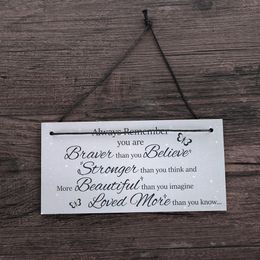 Always Remember
you are
Braver than you Believe
Stronger than you think and
More Beautiful than you imagine
Loved More than you know...